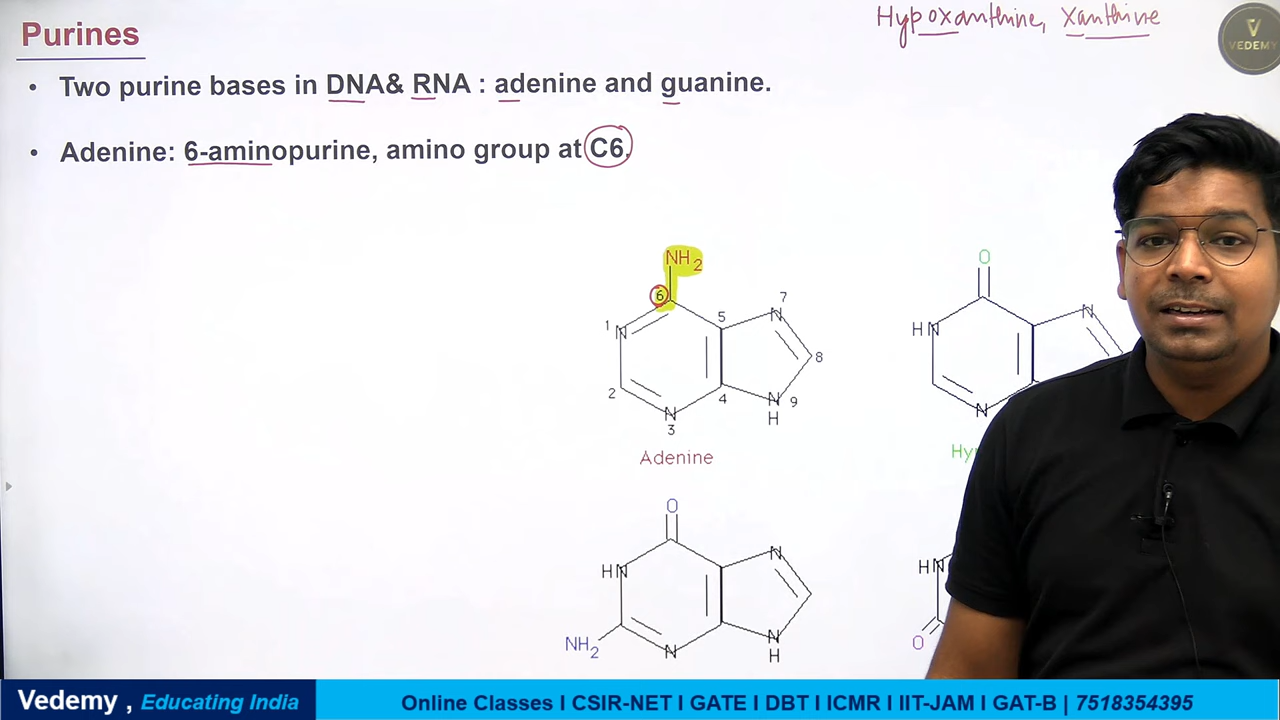 Purines
Hypoxanthine, Xanthine
V
VEDEMY
• Two purine bases in DNA& RNA : adenine and guanine.
• Adenine: 6-aminopurine, amino group at C6.
NH2
6
1
N
2
N
3
4
5
N
7
8
N
H
9
Adenine
O
HN
N
N
Hy
O
HN
NH2
N
N
N
H
HN
O
Vedemy , Educating India
Online Classes I CSIR-NET I GATE I DBT I ICMR I IIT-JAM I GAT-B | 7518354395